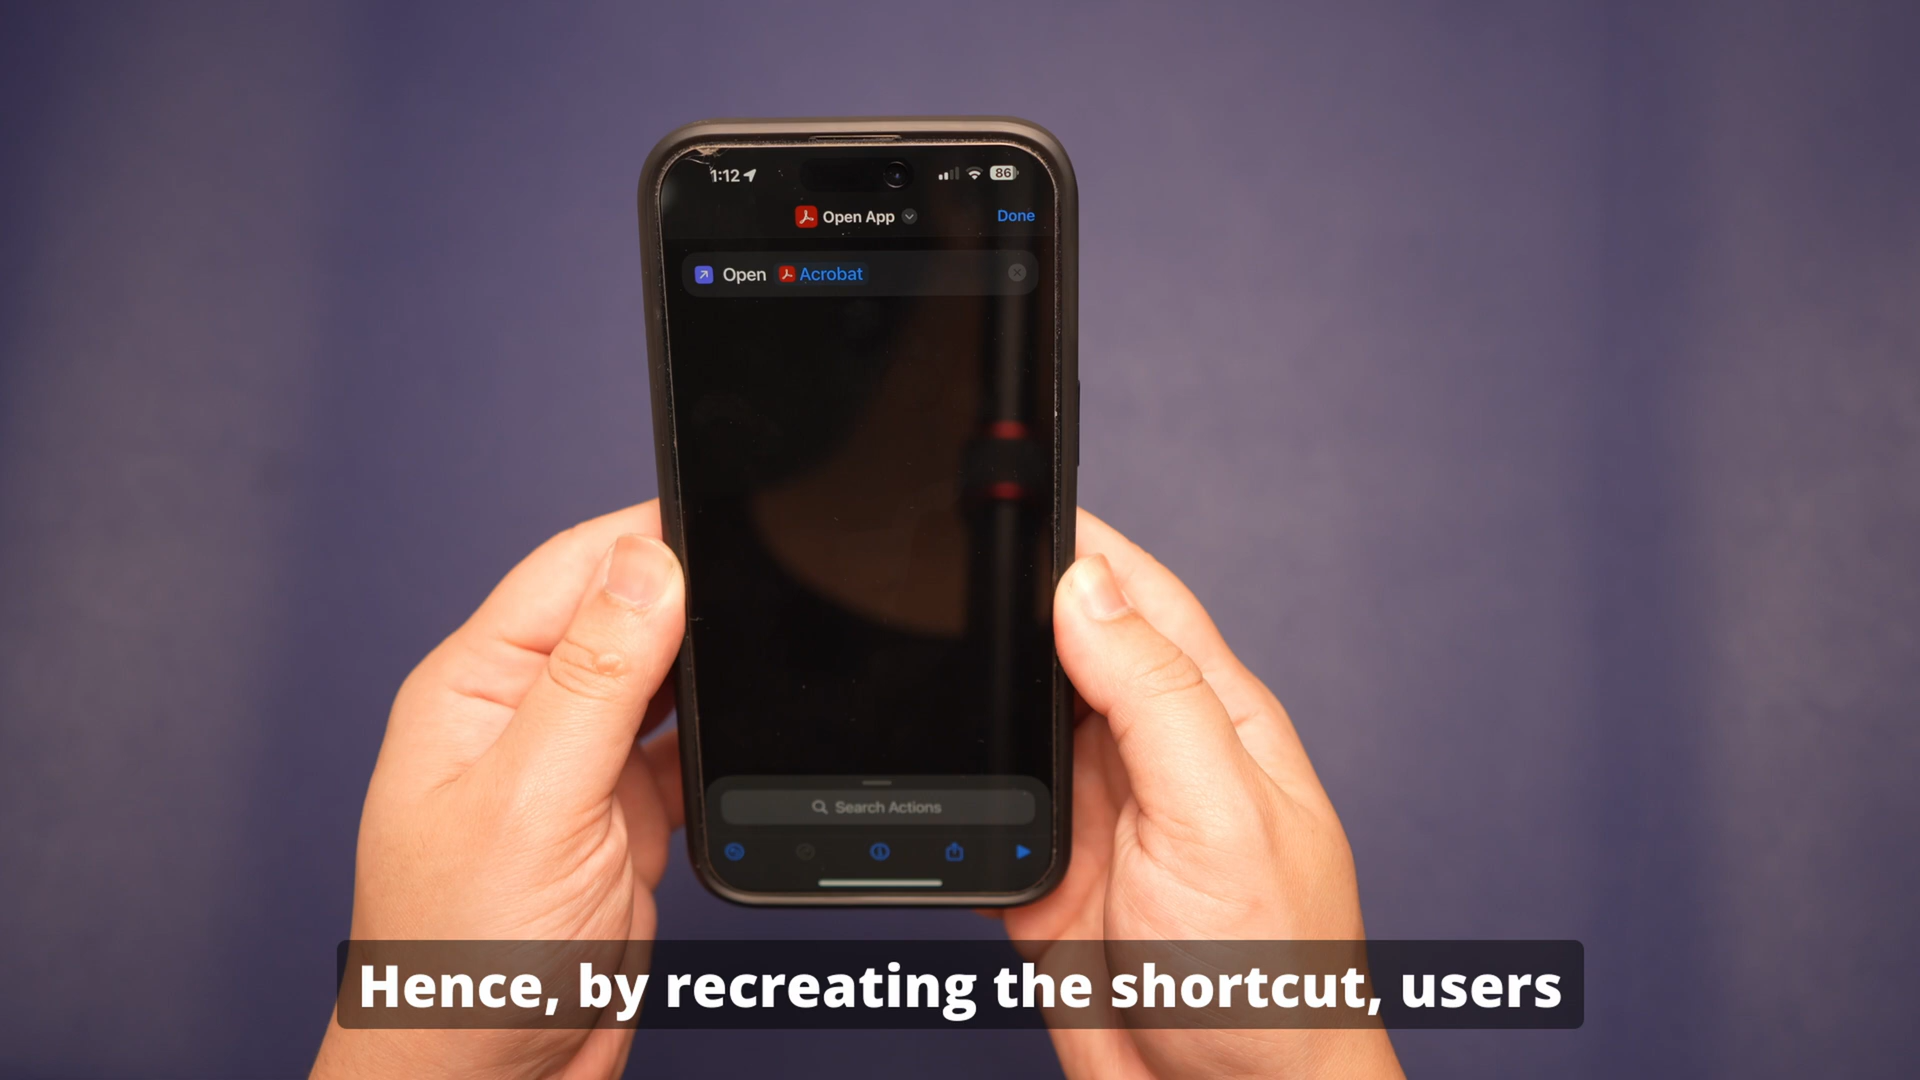 1:12
86
Open App
Done
Open Acrobat
Search Actions
Hence, by recreating the shortcut, users